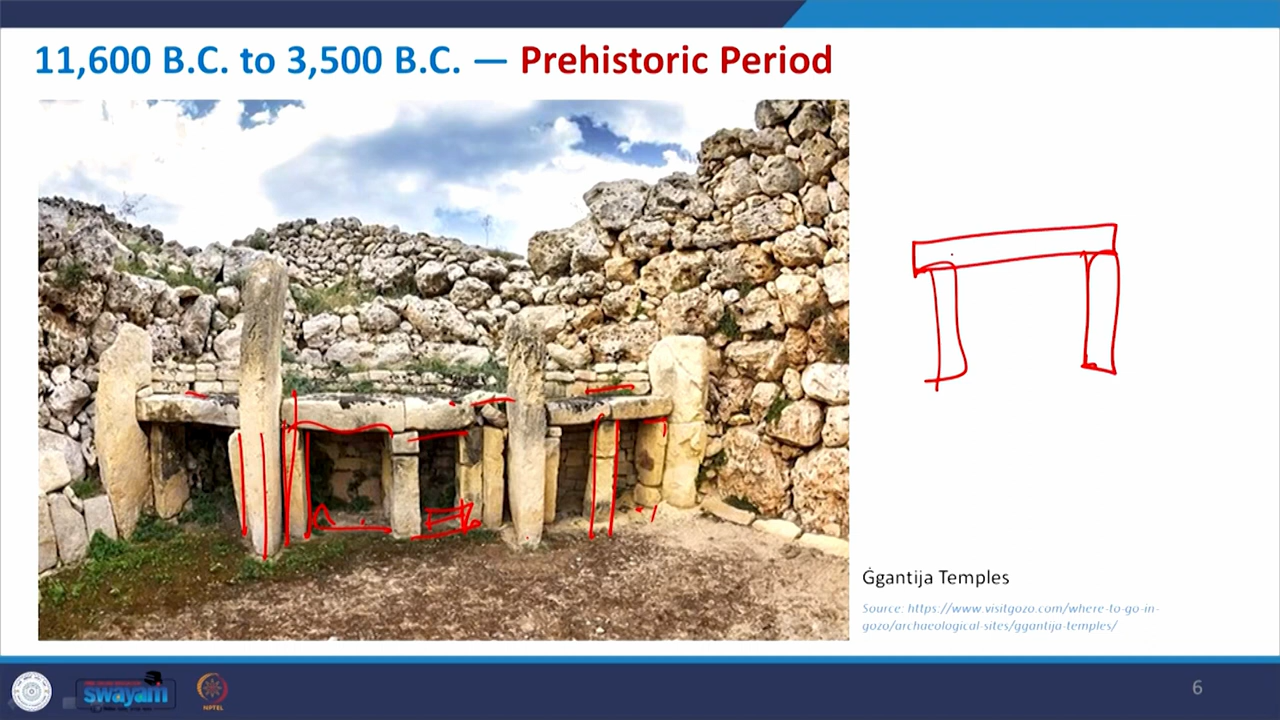 11,600 B.C. to 3,500 B.C. — Prehistoric Period
Ġgantija Temples
Source: https://www.visitgozo.com/where-to-go-in-
gozo/archaeological-sites/ggantija-temples/
swayam
NPTEL
6